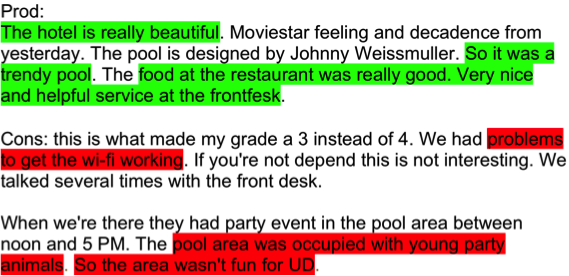 Prod:
The hotel is really beautiful. Moviestar feeling and decadence from
yesterday. The pool is designed by Johnny Weissmuller. So it was a
trendy pool. The food at the restaurant was really good. Very nice
and helpful service at the frontfesk.
Cons: this is what made my grade a 3 instead of 4. We had problems
to get the wi-fi working. If you're not depend this is not interesting. We
talked several times with the front desk.
When we're there they had party event in the pool area between
noon and 5 PM. The pool area was occupied with young party
animals. So the area wasn't fun for UD.